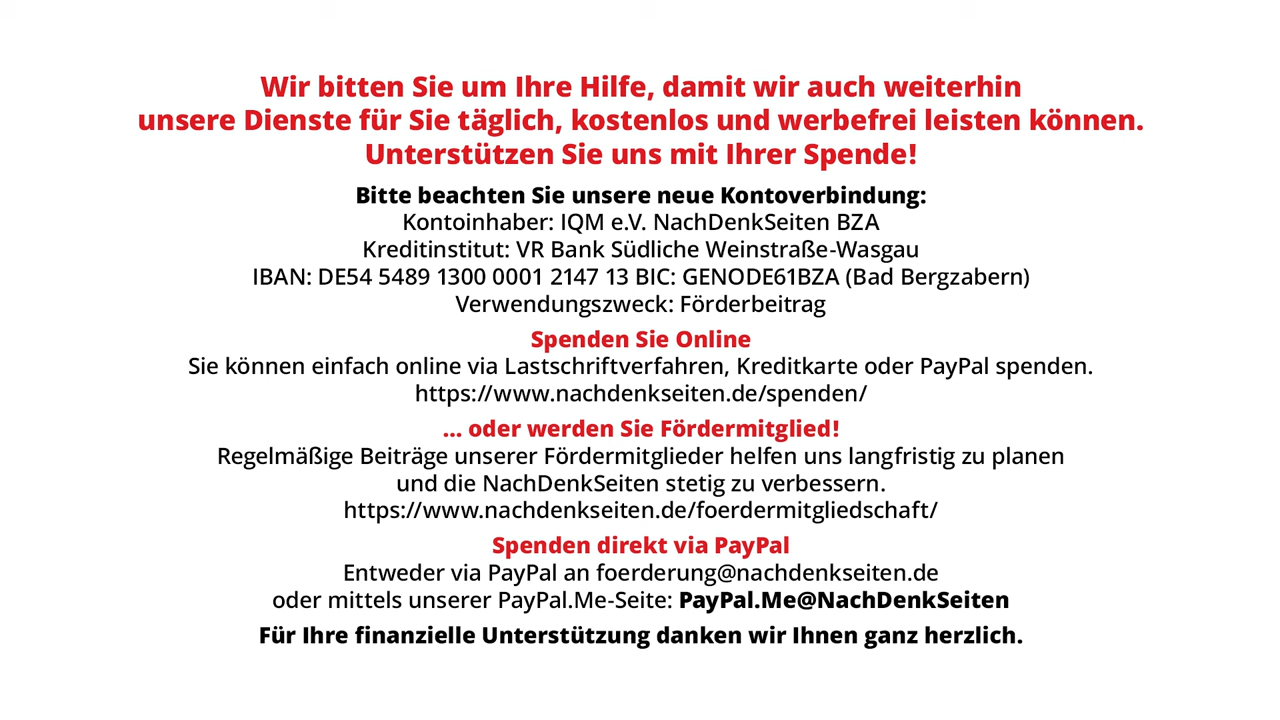 Wir bitten Sie um Ihre Hilfe, damit wir auch weiterhin
unsere Dienste für Sie täglich, kostenlos und werbefrei leisten können.
Unterstützen Sie uns mit Ihrer Spende!
Bitte beachten Sie unsere neue Kontoverbindung:
Kontoinhaber: IQM e.V. NachDenkSeiten BZA
Kreditinstitut: VR Bank Südliche Weinstraße-Wasgau
IBAN: DE54 5489 1300 0001 2147 13 BIC: GENODE61BZA (Bad Bergzabern)
Verwendungszweck: Förderbeitrag
Spenden Sie Online
Sie können einfach online via Lastschriftverfahren, Kreditkarte oder PayPal spenden.
https://www.nachdenkseiten.de/spenden/
... oder werden Sie Fördermitglied!
Regelmäßige Beiträge unserer Fördermitglieder helfen uns langfristig zu planen
und die NachDenkSeiten stetig zu verbessern.
https://www.nachdenkseiten.de/foerdermitgliedschaft/
Spenden direkt via PayPal
Entweder via PayPal an foerderung@nachdenkseiten.de
oder mittels unserer PayPal.Me-Seite: PayPal.Me@NachDenkSeiten
Für Ihre finanzielle Unterstützung danken wir Ihnen ganz herzlich.